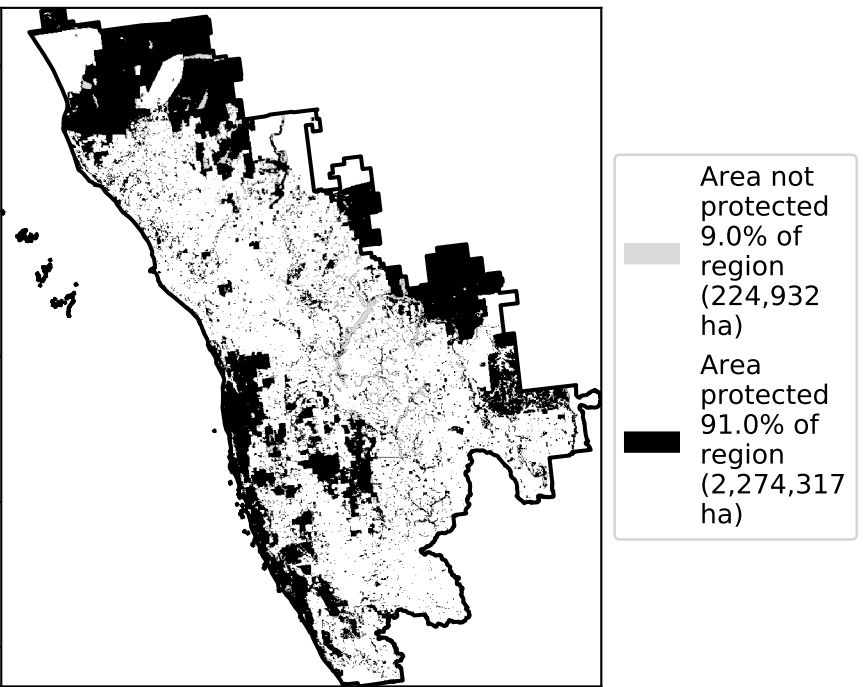 Area not
protected
9.0% of
region
(224,932
ha)
Area
protected
91.0% of
region
(2,274,317
ha)